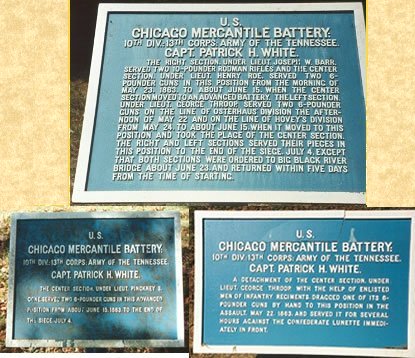 U.S.
CHICAGO MERCANTILE BATTERY;
10TH DIV.: 13TH CORPS: ARMY OF THE TENNESSEE.
CAPT. PATRICK H. WHITE.
THE RIGHT SECTION, UNDER LIEUT. JOSEPH W. BARR,
SERVED TWO 10-POUNDER RODMAN RIFLES AND THE CENTER
SECTION, UNDER LIEUT. HENRY ROE, SERVED TWO 6-
POUNDER GUNS IN THIS POSITION FROM THE MORNING OF
MAY 23, 1863, TO ABOUT JUNE 15, WHEN THE CENTER
SECTION MOVED TO AN ADVANCED BATTERY. THE LEFT SECTION,
UNDER LIEUT. GEORGE THROOP SERVED TWO 6-POUNDER
GUNS ON THE LINE OF OSTERHAUS' DIVISION THE AFTER-
NOON OF MAY 22 AND ON THE LINE OF HOVEY'S DIVISION
FROM MAY 24 TO ABOUT JUNE 15, WHEN IT MOVED TO THIS
POSITION AND TOOK THE PLACE OF THE CENTER SECTION.
THE RIGHT AND LEFT SECTIONS SERVED THEIR PIECES IN
THIS POSITION TO THE END OF THE SIEGE, JULY 4, EXCEPT
THAT BOTH SECTIONS WERE ORDERED TO BIG BLACK RIVER
BRIDGE ABOUT JUNE 23 AND RETURNED WITHIN FIVE DAYS
FROM THE TIME OF STARTING.
U.S.
CHICAGO MERCANTILE BATTERY;
10TH DIV.: 13TH CORPS: ARMY OF THE TENNESSEE.
CAPT. PATRICK H. WHITE.
THE CENTER SECTION, UNDER LIEUT. PINCKNEY S.
CONE, SERVED TWO 6-POUNDER GUNS IN THIS ADVANCED
POSITION FROM ABOUT JUNE 15, 1863, TO THE END OF
THE SIEGE, JULY 4.
U.S.
CHICAGO MERCANTILE BATTERY;
10TH DIV.: 13TH CORPS: ARMY OF THE TENNESSEE.
CAPT. PATRICK H. WHITE.
A DETACHMENT OF THE CENTER SECTION, UNDER
LIEUT. GEORGE THROOP, WITH THE HELP OF ENLISTED
MEN OF INFANTRY REGIMENTS, DRAGGED ONE OF ITS 6-
POUNDER GUNS BY HAND TO THIS POSITION IN THE
ASSAULT, MAY 22, 1863, AND SERVED IT FOR SEVERAL
HOURS AGAINST THE CONFEDERATE LUNETTE IMMEDI-
ATELY IN FRONT.